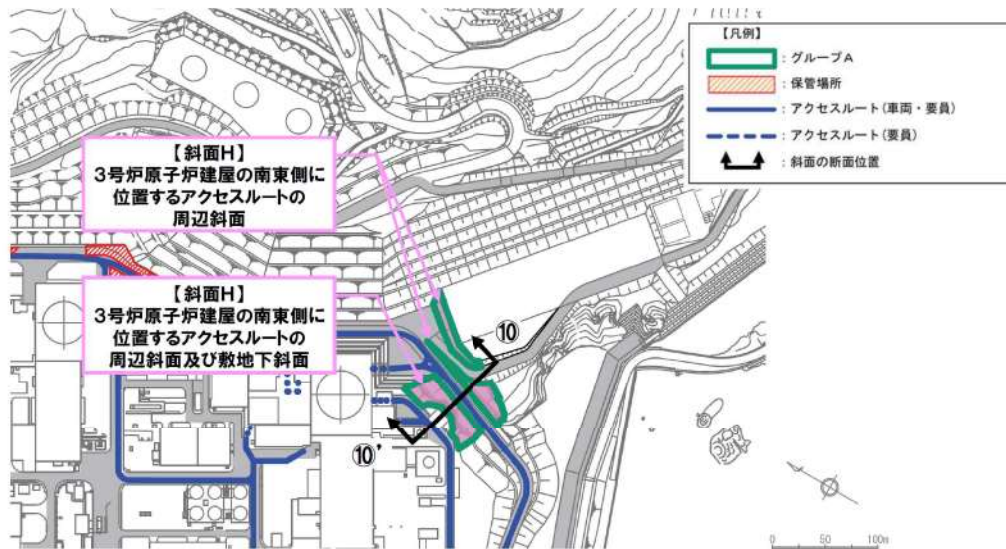 【凡例】
：グループA
：保管場所
：アクセスルート(車両・要員)
：アクセスルート(要員)
：斜面の断面位置
【斜面H】
3号炉原子炉建屋の南東側に
位置するアクセスルートの
周辺斜面
【斜面H】
3号炉原子炉建屋の南東側に
位置するアクセスルートの
周辺斜面及び敷地下斜面
⑩
⑩'
0 50 100m